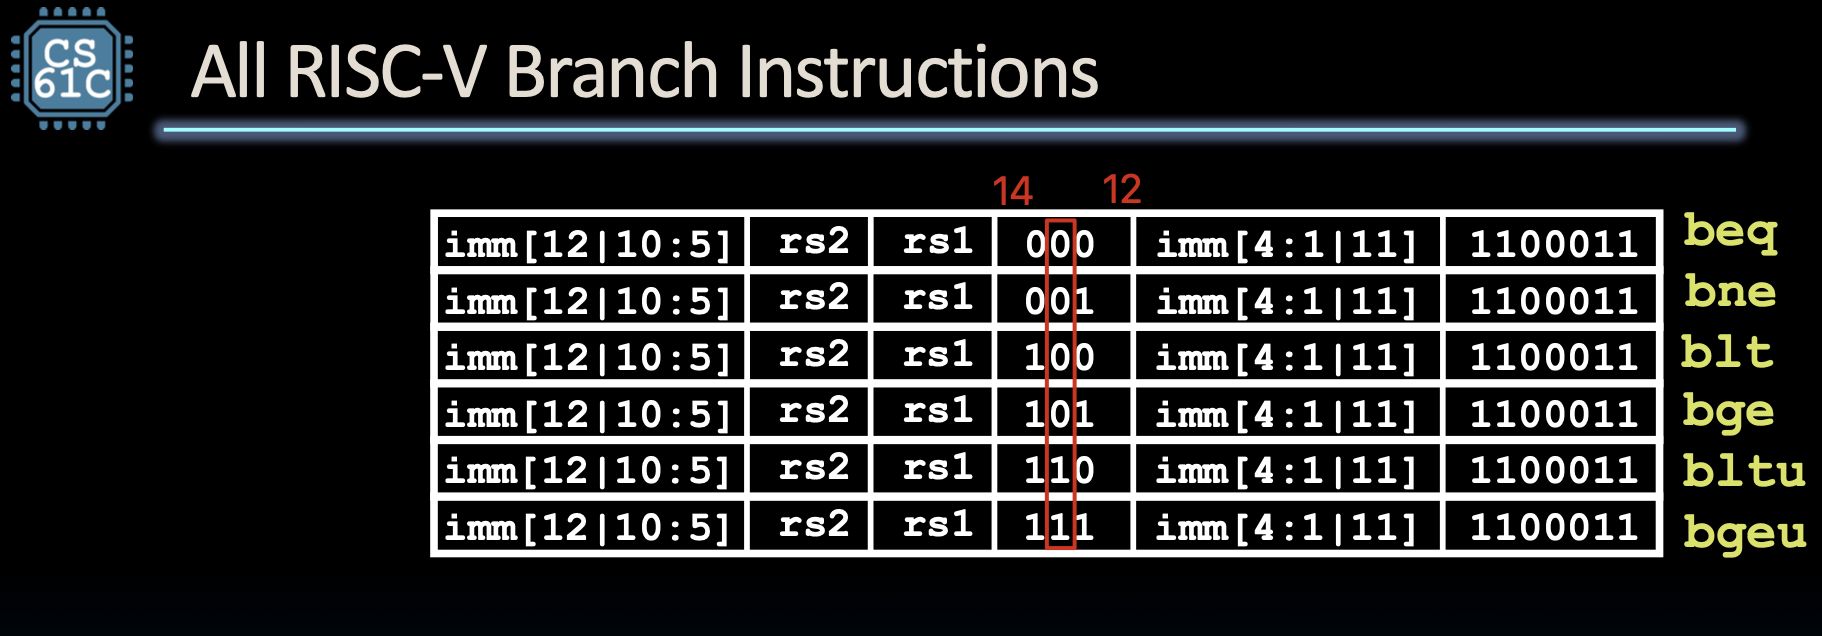 CS
61C
All RISC-V Branch Instructions
14 12
imm[12|10:5] rs2 rs1 000 imm[4:1|11] 1100011 beq
imm[12|10:5] rs2 rs1 001 imm[4:1|11] 1100011 bne
imm[12|10:5] rs2 rs1 100 imm[4:1|11] 1100011 blt
imm[12|10:5] rs2 rs1 101 imm[4:1|11] 1100011 bge
imm[12|10:5] rs2 rs1 110 imm[4:1|11] 1100011 bltu
imm[12|10:5] rs2 rs1 111 imm[4:1|11] 1100011 bgeu